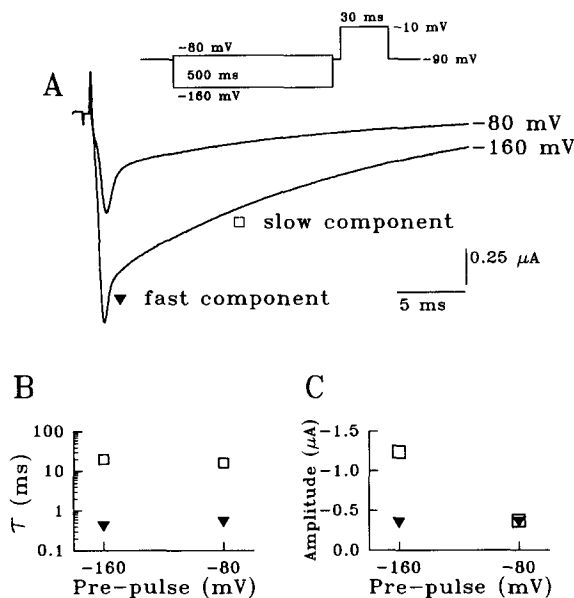 30 ms
-10 mV
-80 mV
500 ms
-90 mV
-160 mV
A
-80 mV
-160 mV
□ slow component
▼ fast component
0.25 μA
5 ms
B
C
100
10
1
0.1
τ (ms)
-160
-80
Pre-pulse (mV)
-1.5
-1.0
-0.5
0.0
Amplitude (μA)
-160
-80
Pre-pulse (mV)